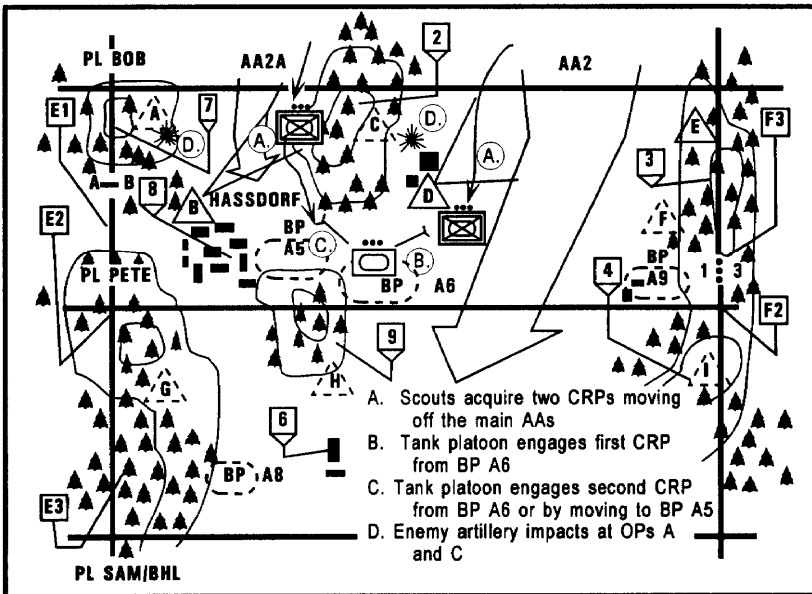 2
PL BOB
AA2A
AA2
E1
A
7
D.
A.
C
D.
E
F3
A.
3
A — B
8
B
HASSDORF
D
F
E2
BP
A5
C.
B.
BP
A6
4
BP
A9
1
3
PL PETE
9
F2
G
H
I
6
BP
A8
E3
A. Scouts acquire two CRPs moving
off the main AAs
B. Tank platoon engages first CRP
from BP A6
C. Tank platoon engages second CRP
from BP A6 or by moving to BP A5
D. Enemy artillery impacts at OPs A
and C
PL SAM/BHL